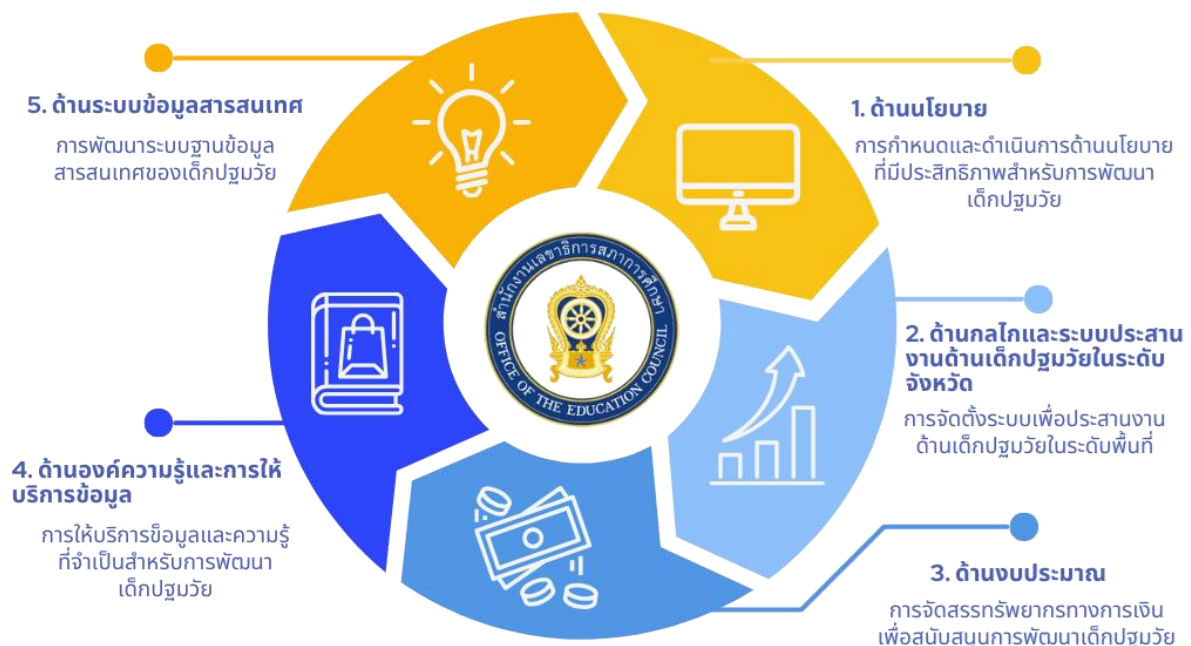 1. ด้านนโยบาย
การกำหนดและดำเนินการด้านนโยบาย
ที่มีประสิทธิภาพสำหรับการพัฒนา
เด็กปฐมวัย
2. ด้านกลไกและระบบประสาน
งานด้านเด็กปฐมวัยในระดับ
จังหวัด
การจัดตั้งระบบเพื่อประสานงาน
ด้านเด็กปฐมวัยในระดับพื้นที่
3. ด้านงบประมาณ
การจัดสรรทรัพยากรทางการเงิน
เพื่อสนับสนุนการพัฒนาเด็กปฐมวัย
4. ด้านองค์ความรู้และการให้
บริการข้อมูล
การให้บริการข้อมูลและความรู้
ที่จำเป็นสำหรับการพัฒนา
เด็กปฐมวัย
5. ด้านระบบข้อมูลสารสนเทศ
การพัฒนาระบบฐานข้อมูล
สารสนเทศของเด็กปฐมวัย
สำนักงานเลขาธิการสภาการศึกษา
OFFICE OF THE EDUCATION COUNCIL